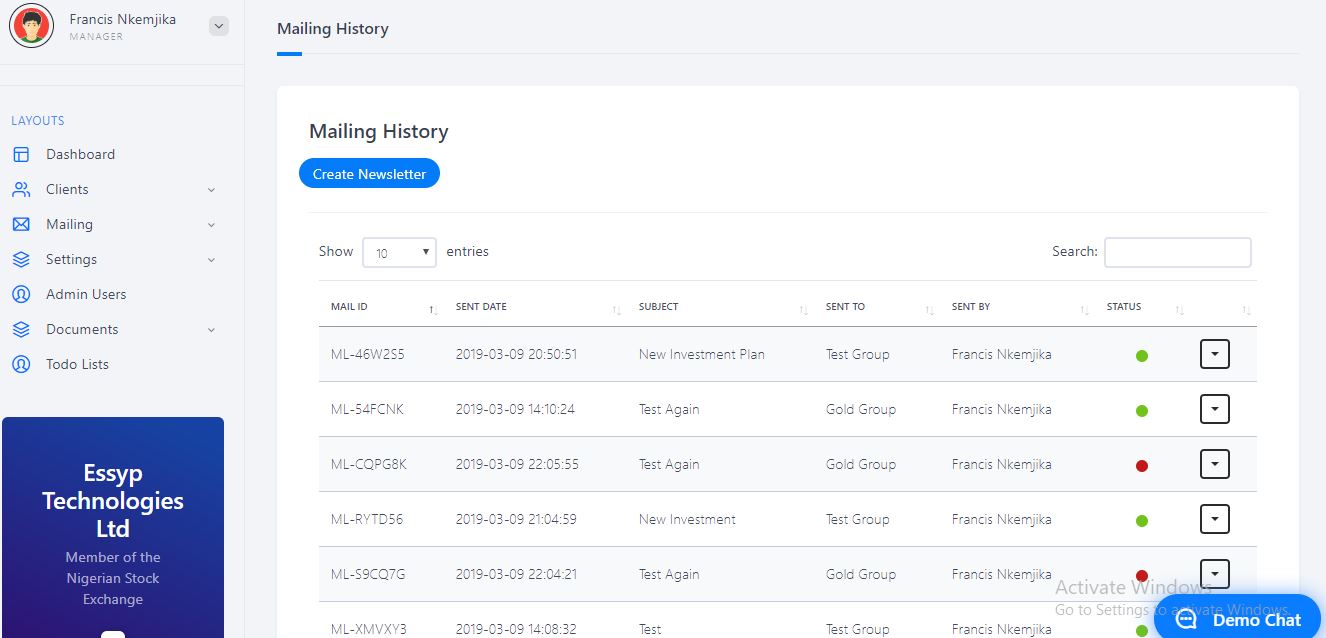 Francis Nkemjika
MANAGER
LAYOUTS
Dashboard
Clients
Mailing
Settings
Admin Users
Documents
Todo Lists
Essyp
Technologies
Ltd
Member of the
Nigerian Stock
Exchange
Mailing History
Mailing History
Create Newsletter
Show 10 entries Search:
MAIL ID SENT DATE SUBJECT SENT TO SENT BY STATUS
ML-46W2S5 2019-03-09 20:50:51 New Investment Plan Test Group Francis Nkemjika
ML-54FCNK 2019-03-09 14:10:24 Test Again Gold Group Francis Nkemjika
ML-CQPG8K 2019-03-09 22:05:55 Test Again Gold Group Francis Nkemjika
ML-RYTD56 2019-03-09 21:04:59 New Investment Test Group Francis Nkemjika
ML-S9CQ7G 2019-03-09 22:04:21 Test Again Gold Group Francis Nkemjika
ML-XMVXY3 2019-03-09 14:08:32 Test Test Group Francis Nkemjika
Activate Windows
Go to Settings to activate Windows.
Demo Chat